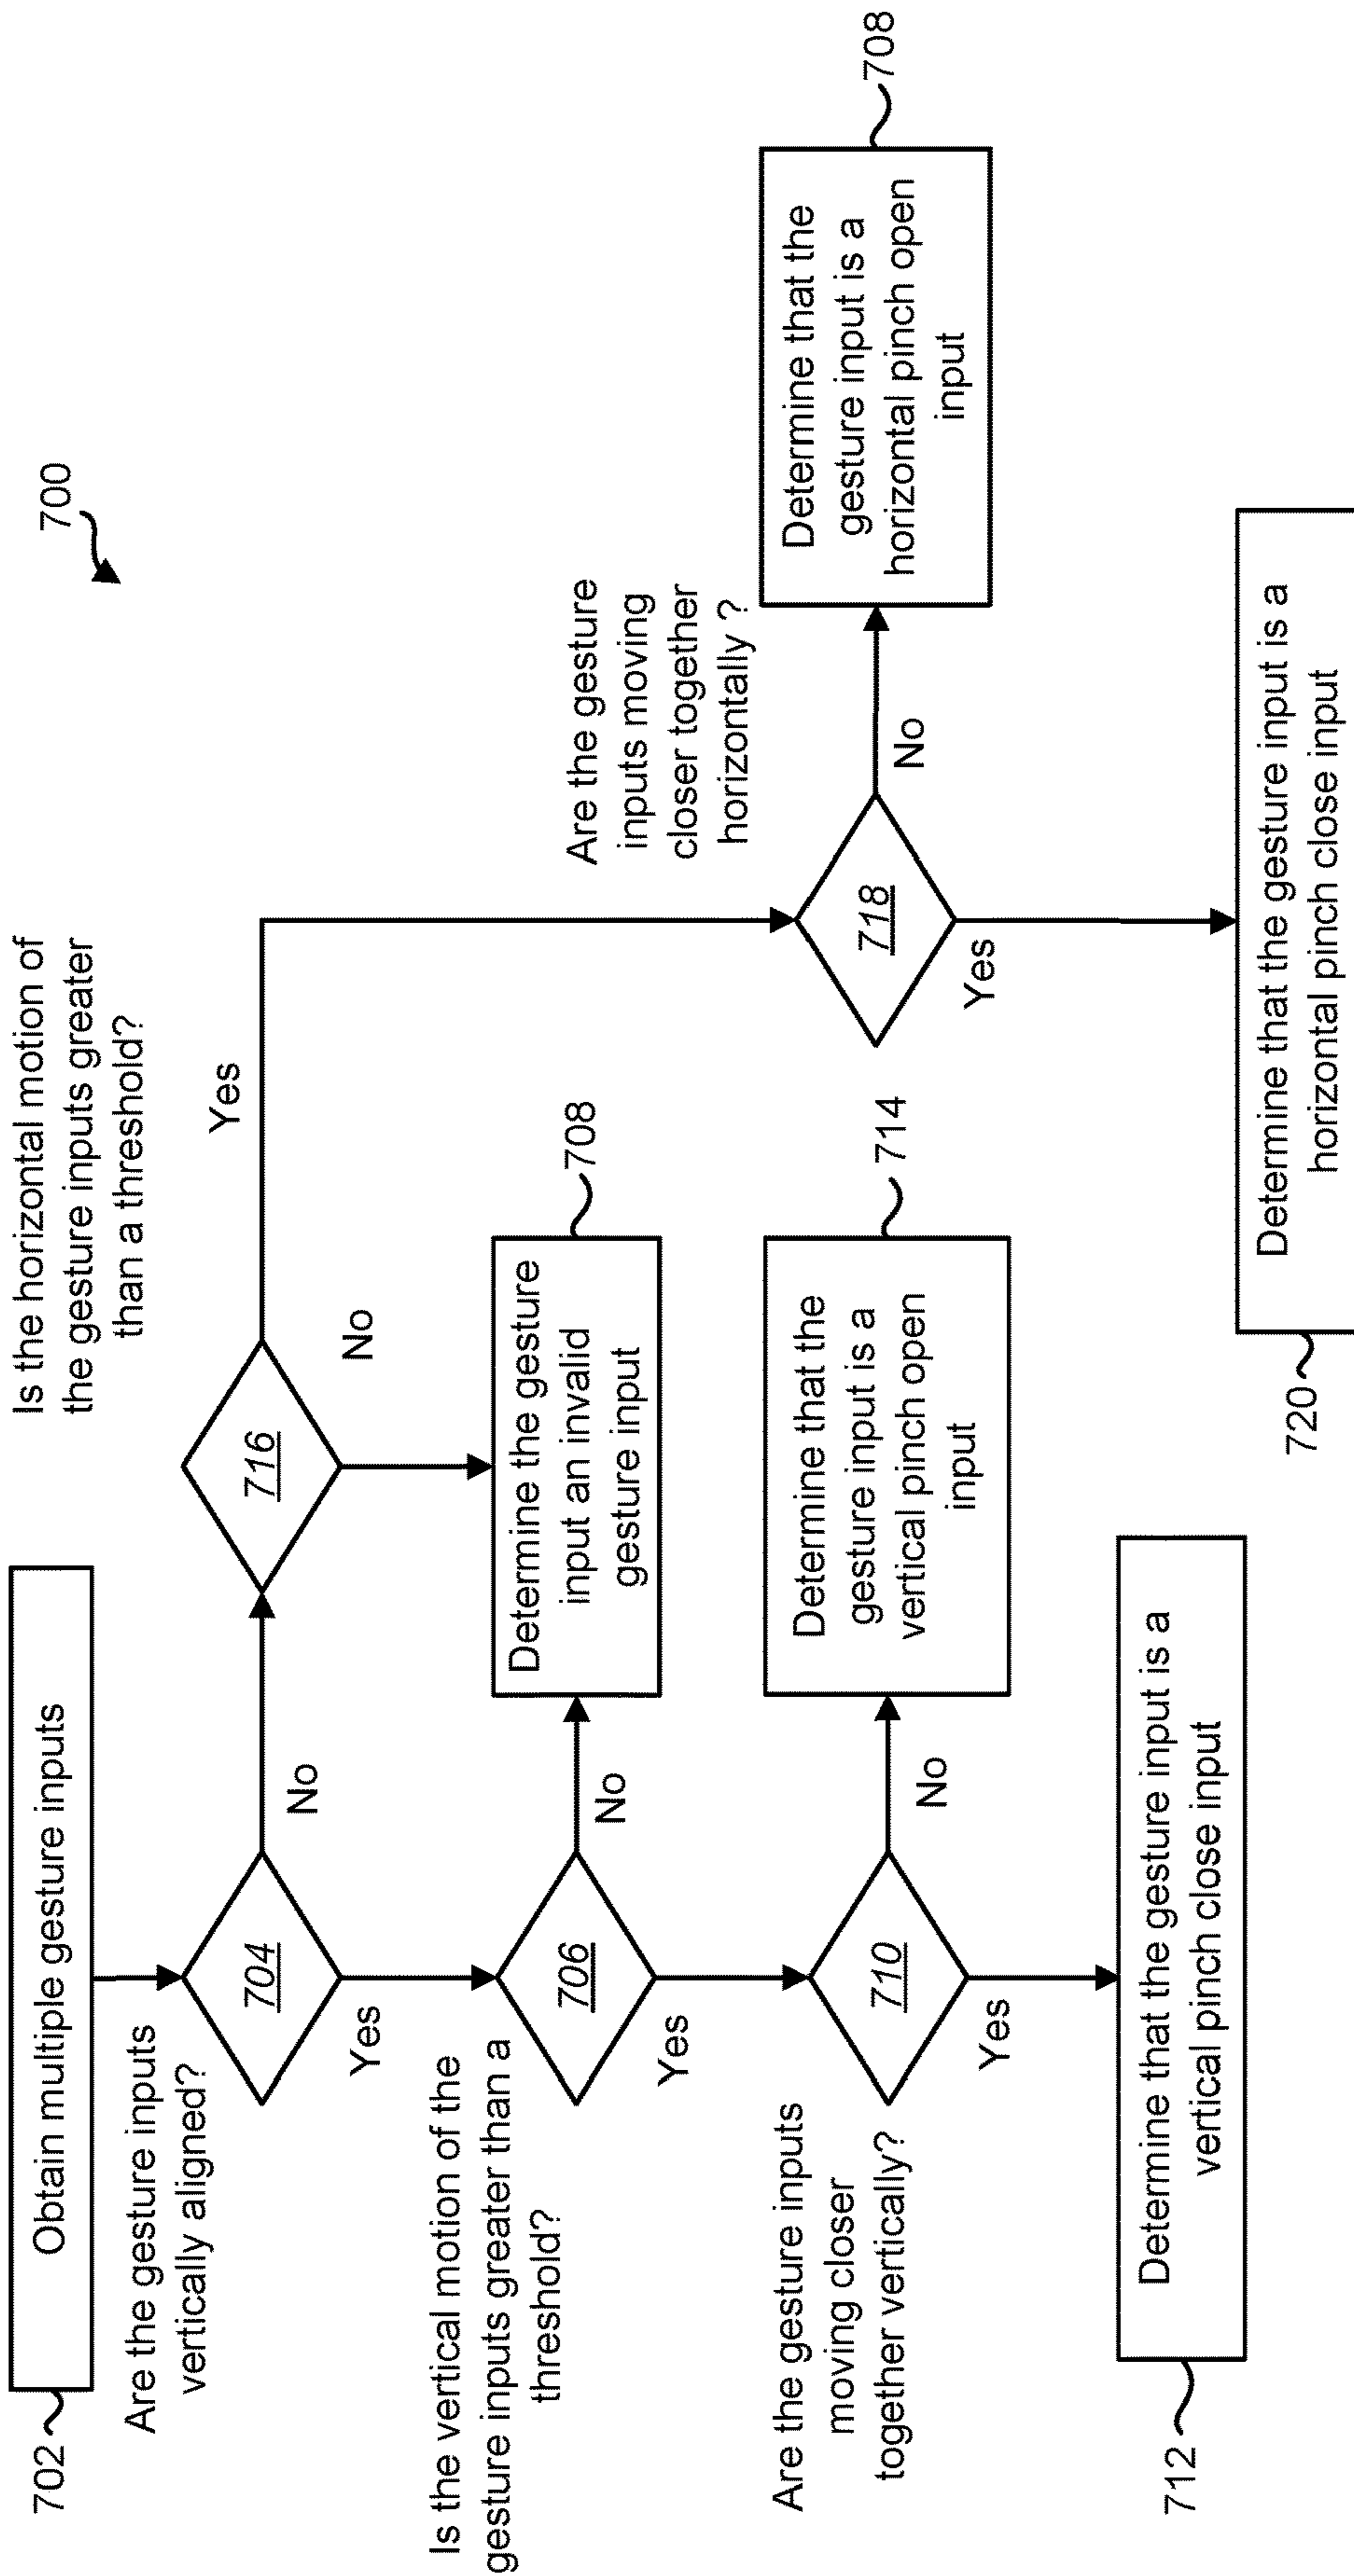 700
702
Obtain multiple gesture inputs
Are the gesture inputs
vertically aligned?
704
No
Yes
Is the horizontal motion of
the gesture inputs greater
than a threshold?
716
Yes
No
Is the vertical motion of the
gesture inputs greater than a
threshold?
706
No
Yes
Determine the gesture
input an invalid
gesture input
708
Are the gesture inputs
moving closer
together vertically?
710
No
Yes
Determine that the
gesture input is a
vertical pinch open
input
714
Are the gesture
inputs moving
closer together
horizontally ?
718
No
Yes
Determine that the
gesture input is a
horizontal pinch open
input
708
712
Determine that the gesture input is a
vertical pinch close input
720
Determine that the gesture input is a
horizontal pinch close input